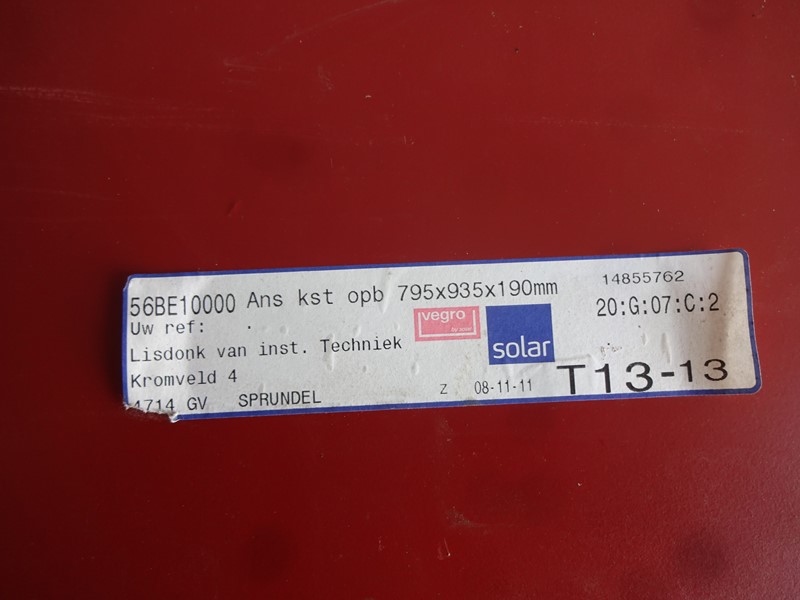 56BE10000 Ans kst opb 795x935x190mm
14855762
Uw ref:
20:G:07:C:2
vegro
solar
Lisdonk van inst. Techniek
Kromveld 4
4714 GV SPRUNDEL
Z 08-11-11
T13-13